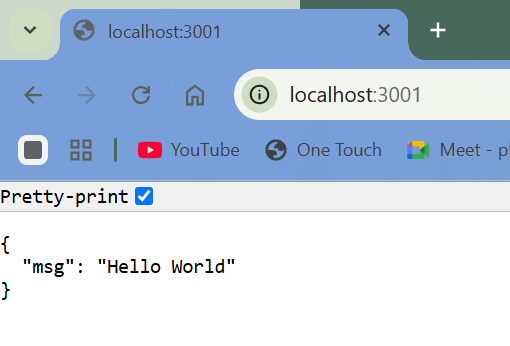 localhost:3001
localhost:3001
YouTube One Touch Meet - p
Pretty-print
{
"msg": "Hello World"
}